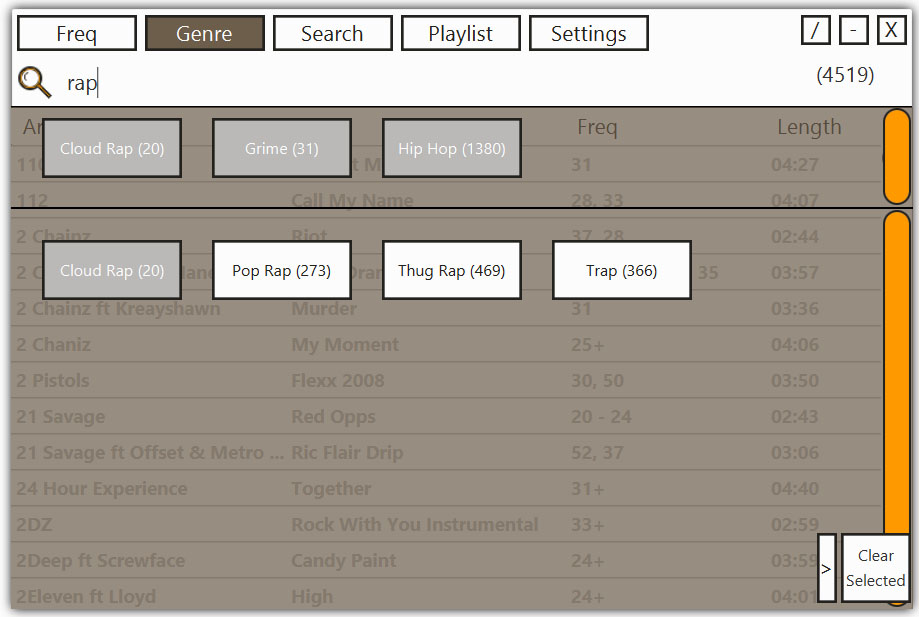 Freq Genre Search Playlist Settings / - X
rap (4519)
Ar Freq Length
Cloud Rap (20) Grime (31) Hip Hop (1380)
110 t M 31 04:27
112 Call My Name 28, 33 04:07
2 Chainz Riot 37, 28 02:44
Cloud Rap (20) Pop Rap (273) Thug Rap (469) Trap (366)
2 C 35 03:57
2 Chainz ft Kreayshawn Murder 31 03:36
2 Chaniz My Moment 25+ 04:06
2 Pistols Flexx 2008 30, 50 03:50
21 Savage Red Opps 20 - 24 02:43
21 Savage ft Offset & Metro ... Ric Flair Drip 52, 37 03:06
24 Hour Experience Together 31+ 04:40
2DZ Rock With You Instrumental 33+ 02:59
2Deep ft Screwface Candy Paint 24+ 03:59
2Eleven ft Lloyd High 24+ 04:01
> Clear
Selected